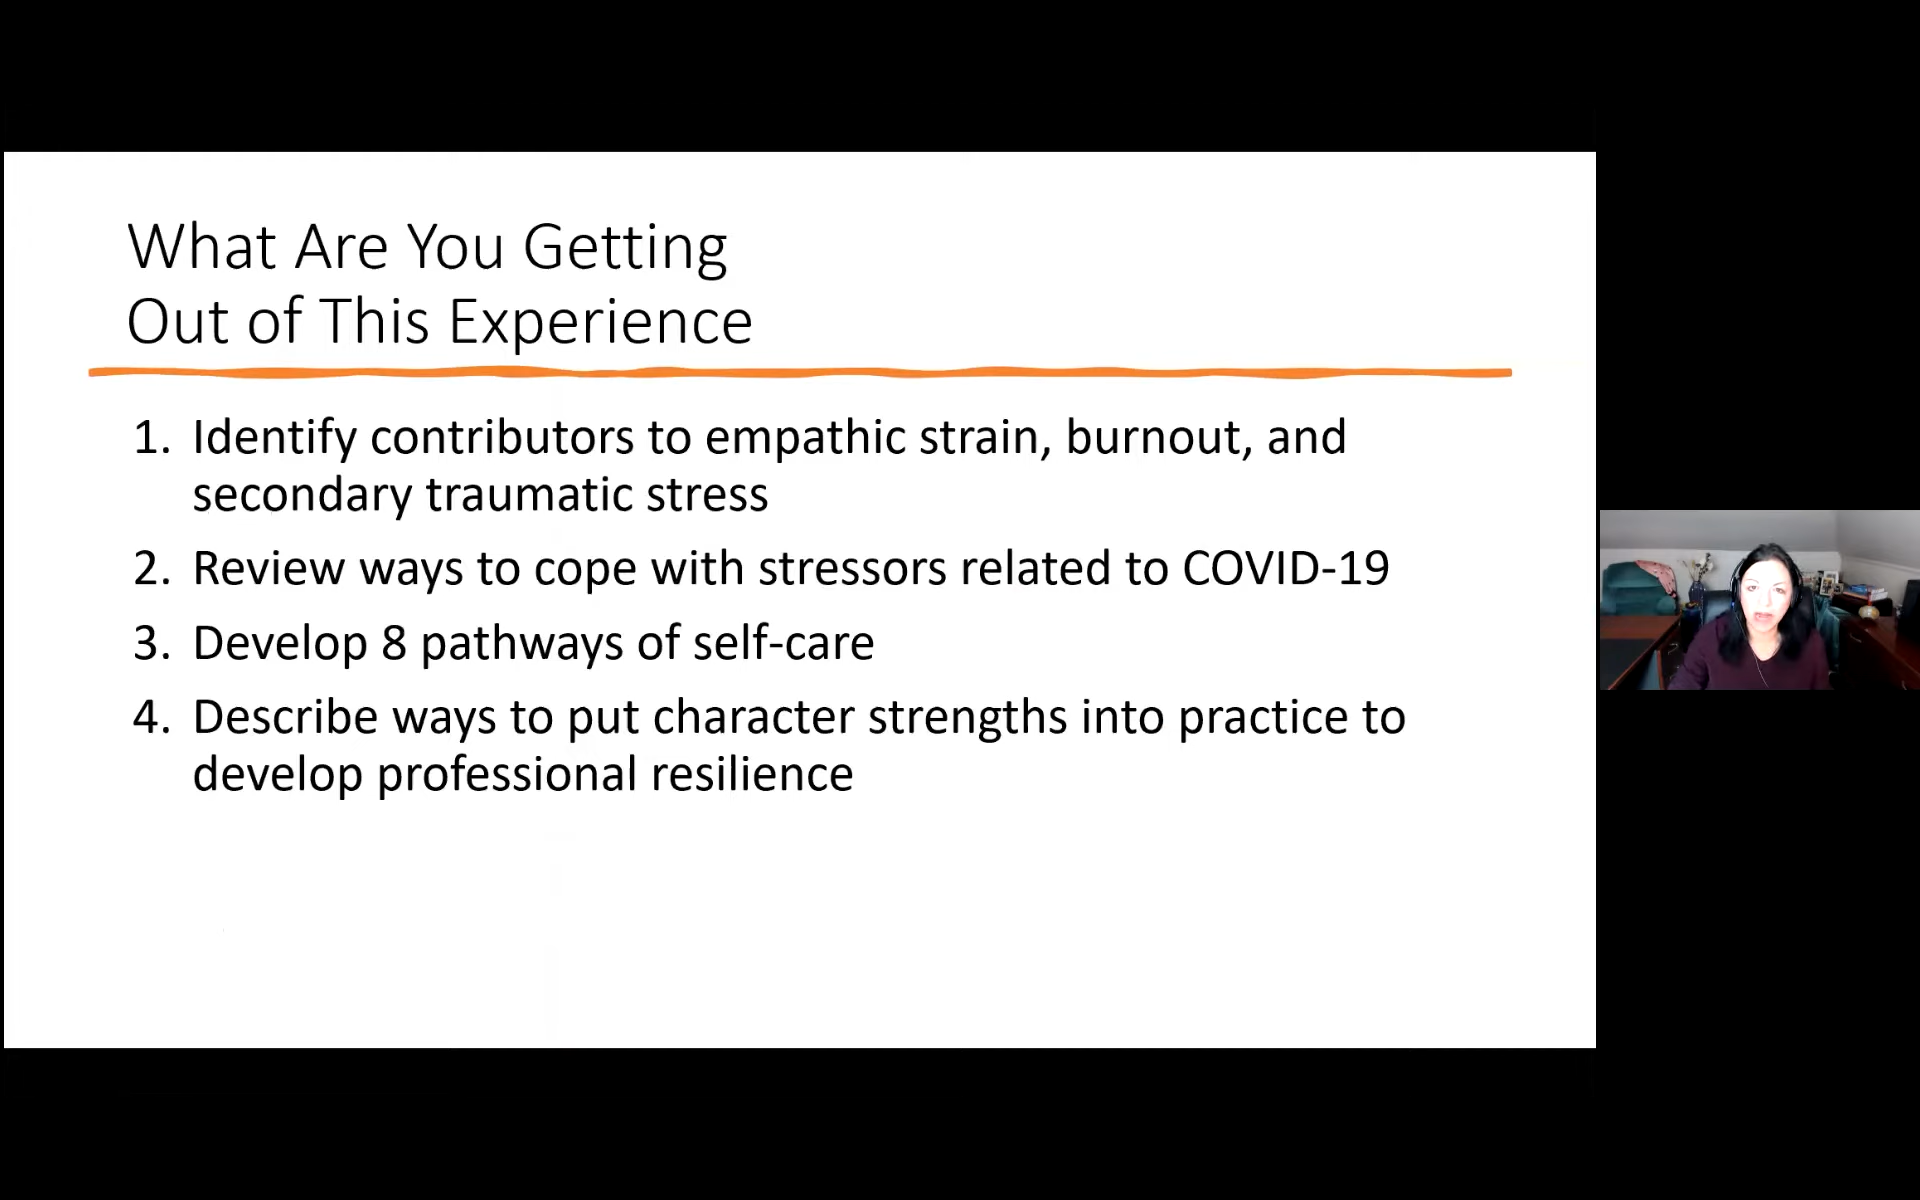 What Are You Getting
Out of This Experience
1. Identify contributors to empathic strain, burnout, and
secondary traumatic stress
2. Review ways to cope with stressors related to COVID-19
3. Develop 8 pathways of self-care
4. Describe ways to put character strengths into practice to
develop professional resilience